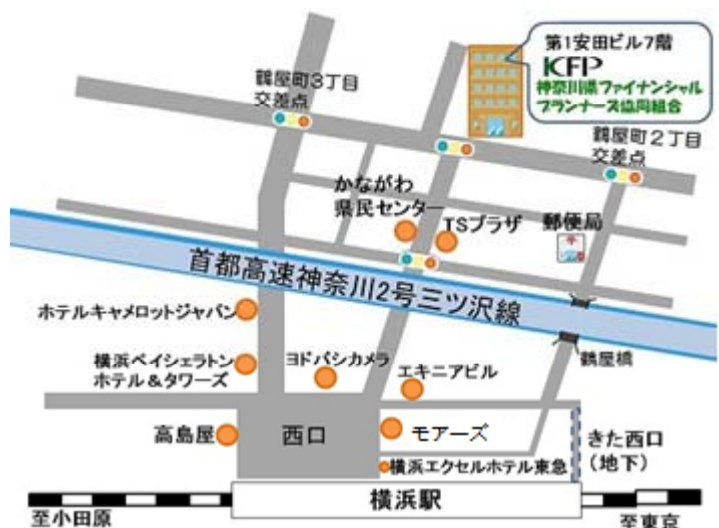 第1安田ビル7階
KFP
神奈川県ファイナンシャル
プランナーズ協同組合
鶴屋町3丁目
交差点
鶴屋町2丁目
交差点
かながわ
県民センター
TSプラザ
郵便局
首都高速神奈川2号三ツ沢線
ホテルキャメロットジャパン
横浜ベイシェラトン
ホテル&タワーズ
ヨドバシカメラ
エキニアビル
鶴屋橋
高島屋
西口
モアーズ
きた西口
(地下)
横浜エクセルホテル東急
横浜駅
至小田原
至東京